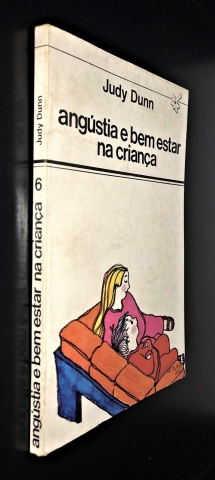 Judy Dunn
angústia e bem estar
na criança
angústia e bem estar na criança 6 Judy Dunn